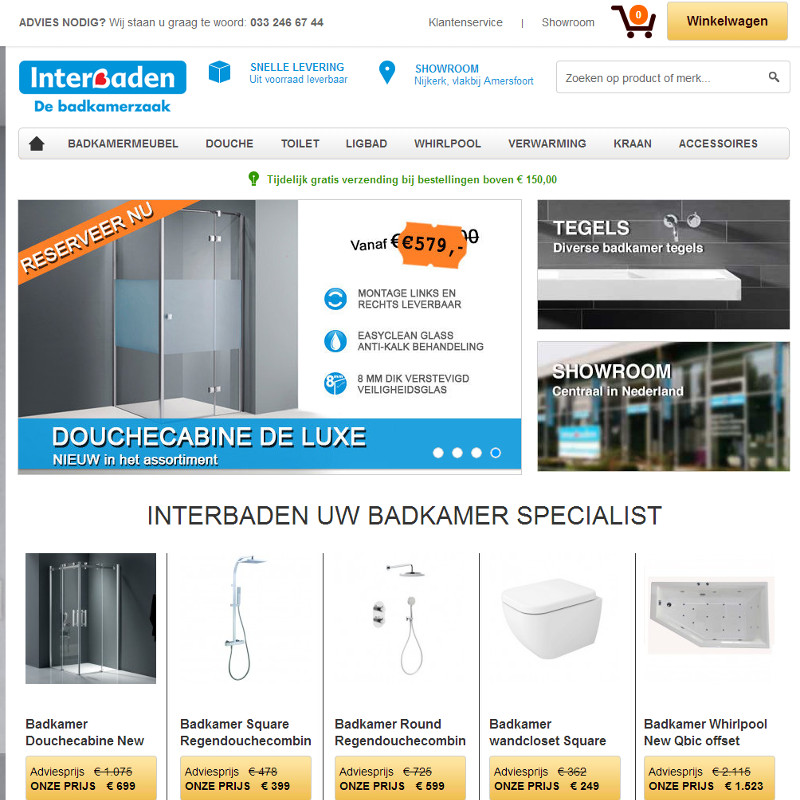 ADVIES NODIG? Wij staan u graag te woord: 033 246 67 44
Klantenservice | Showroom
0
Winkelwagen
InterBaden
De badkamerzaak
SNELLE LEVERING
Uit voorraad leverbaar
SHOWROOM
Nijkerk, vlakbij Amersfoort
Zoeken op product of merk...
BADKAMERMEUBEL DOUCHE TOILET LIGBAD WHIRLPOOL VERWARMING KRAAN ACCESSOIRES
Tijdelijk gratis verzending bij bestellingen boven € 150,00
RESERVEER NU
Vanaf € €579,-
MONTAGE LINKS EN
RECHTS LEVERBAAR
EASYCLEAN GLASS
ANTI-KALK BEHANDELING
8 MM DIK VERSTEVIGD
VEILIGHEIDSGLAS
DOUCHECABINE DE LUXE
NIEUW in het assortiment
TEGELS
Diverse badkamer tegels
SHOWROOM
Centraal in Nederland
INTERBADEN UW BADKAMER SPECIALIST
Badkamer
Douchecabine New
Adviesprijs € 1.075
ONZE PRIJS € 699
Badkamer Square
Regendouchecombin
Adviesprijs € 478
ONZE PRIJS € 399
Badkamer Round
Regendouchecombin
Adviesprijs € 725
ONZE PRIJS € 599
Badkamer
wandcloset Square
Adviesprijs € 362
ONZE PRIJS € 249
Badkamer Whirlpool
New Qbic offset
Adviesprijs € 2.115
ONZE PRIJS € 1.523